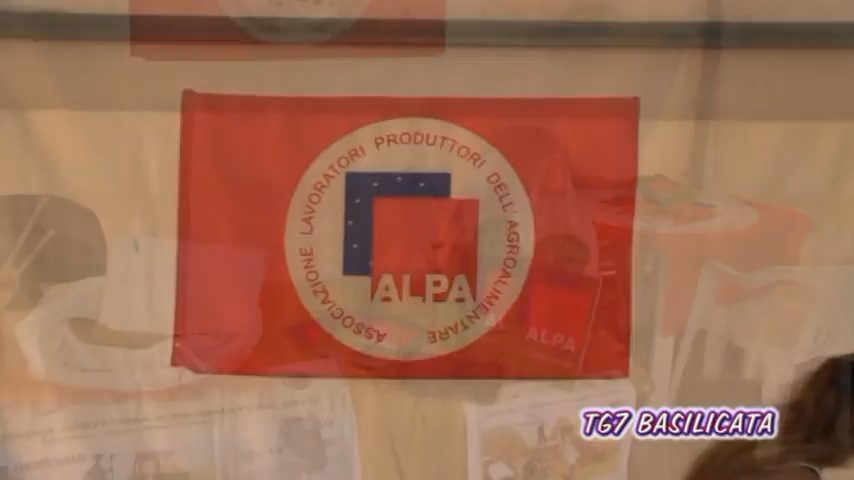 ASSOCIAZIONE LAVORATORI PRODUTTORI DELL'AGROALIMENTARE
ALPA
ALPA
TG7 BASILICATA